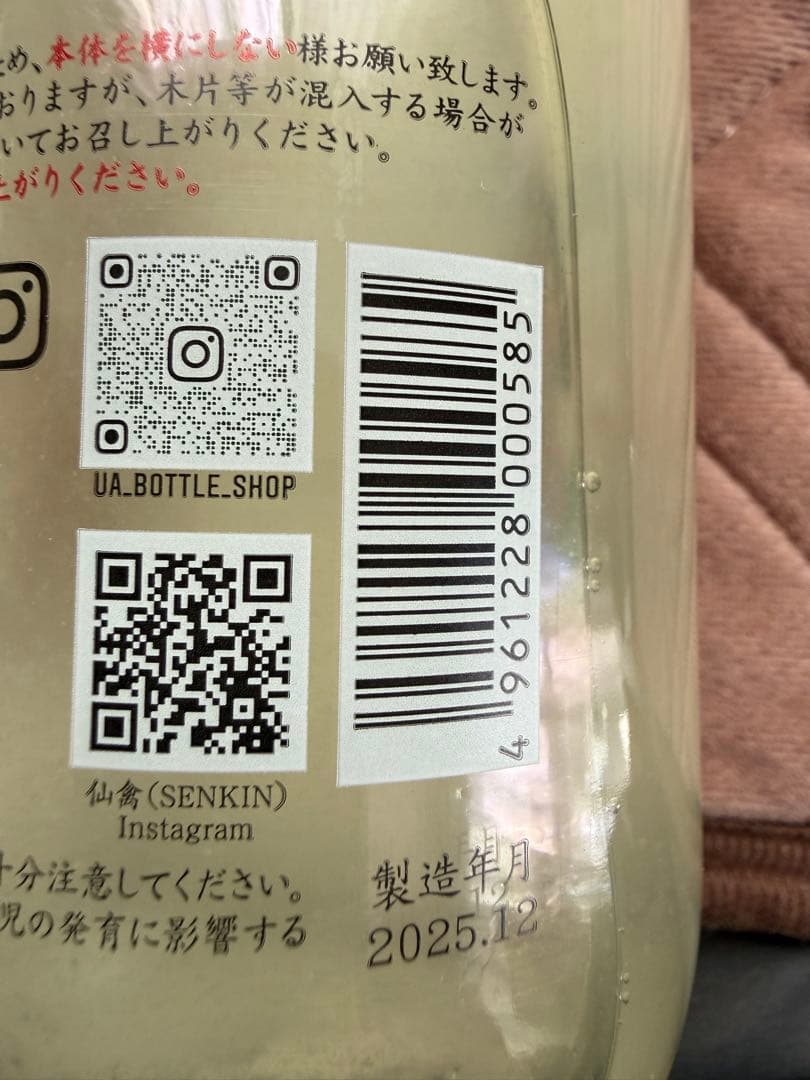 め、本体を横にしない様お願い致します。
おりますが、木片等が混入する場合が
いてお召し上がりください。
上がりください。
UA_BOTTLE_SHOP
4 961228 000585
仙禽(SENKIN)
Instagram
十分注意してください。
児の発育に影響する
製造年月
2025.12